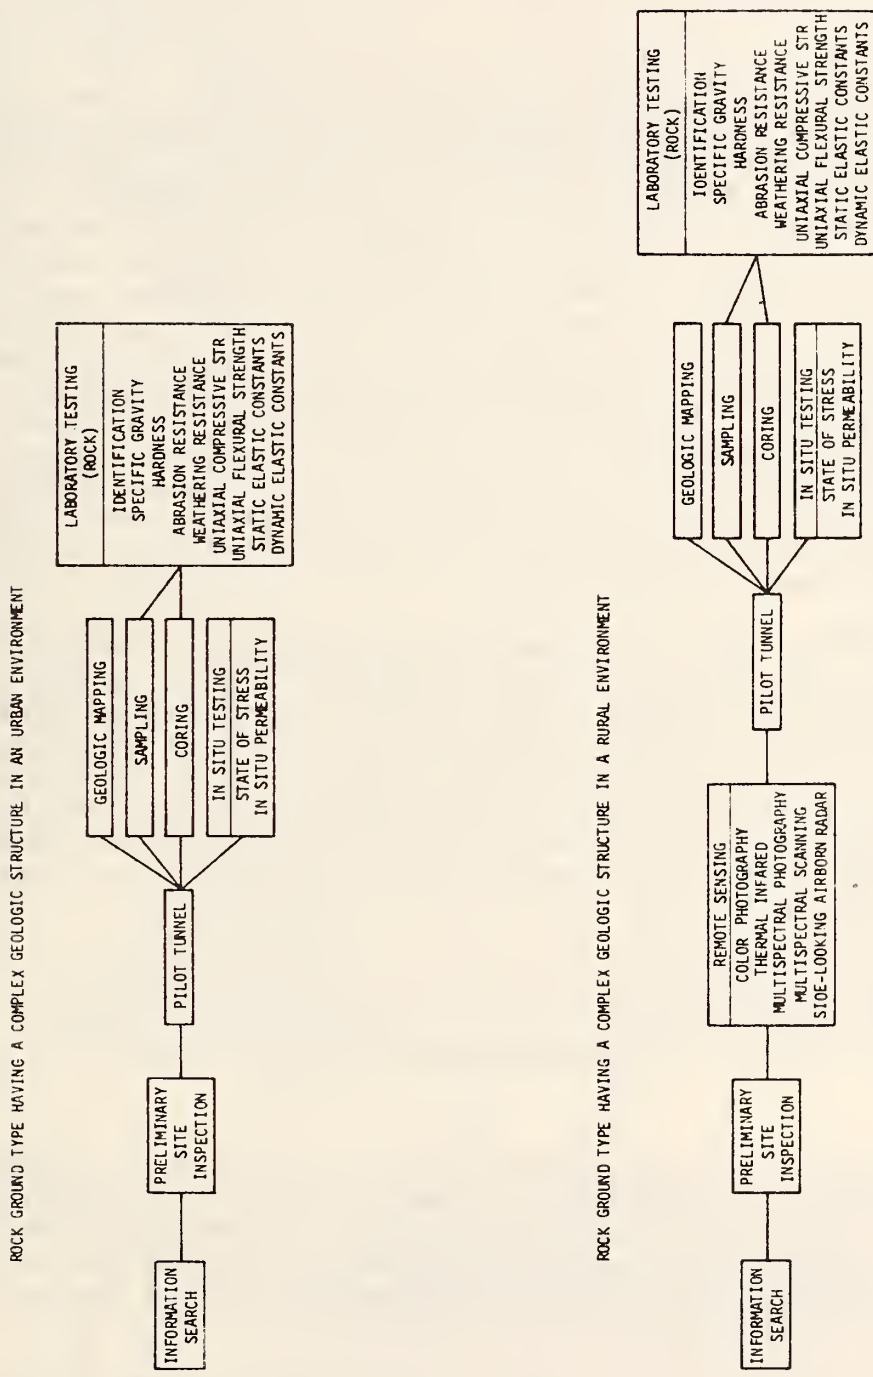 ROCK GROUND TYPE HAVING A COMPLEX GEOLOGIC STRUCTURE IN AN URBAN ENVIRONMENT
INFORMATION
SEARCH
PRELIMINARY
SITE
INSPECTION
PILOT TUNNEL
GEOLOGIC MAPPING
SAMPLING
CORING
IN SITU TESTING
STATE OF STRESS
IN SITU PERMEABILITY
LABORATORY TESTING
(ROCK)
IDENTIFICATION
SPECIFIC GRAVITY
HARDNESS
ABRASION RESISTANCE
WEATHERING RESISTANCE
UNIAXIAL COMPRESSIVE STR
UNIAXIAL FLEXURAL STRENGTH
STATIC ELASTIC CONSTANTS
DYNAMIC ELASTIC CONSTANTS
ROCK GROUND TYPE HAVING A COMPLEX GEOLOGIC STRUCTURE IN A RURAL ENVIRONMENT
INFORMATION
SEARCH
PRELIMINARY
SITE
INSPECTION
REMOTE SENSING
COLOR PHOTOGRAPHY
THERMAL INFARED
MULTISPECTRAL PHOTOGRAPHY
MULTISPECTRAL SCANNING
SIOE-LOOKING AIRBORN RADAR
PILOT TUNNEL
GEOLOGIC MAPPING
SAMPLING
CORING
IN SITU TESTING
STATE OF STRESS
IN SITU PERMEABILITY
LABORATORY TESTING
(ROCK)
IOENTIFICATION
SPECIFIC GRAVITY
HARDNESS
ABRASION RESISTANCE
WEATHERING RESISTANCE
UNIAXIAL COMPRESSIVE STR
UNIAXIAL FLEXURAL STRENGTH
STATIC ELASTIC CONSTANTS
DYNAMIC ELASTIC CONSTANTS